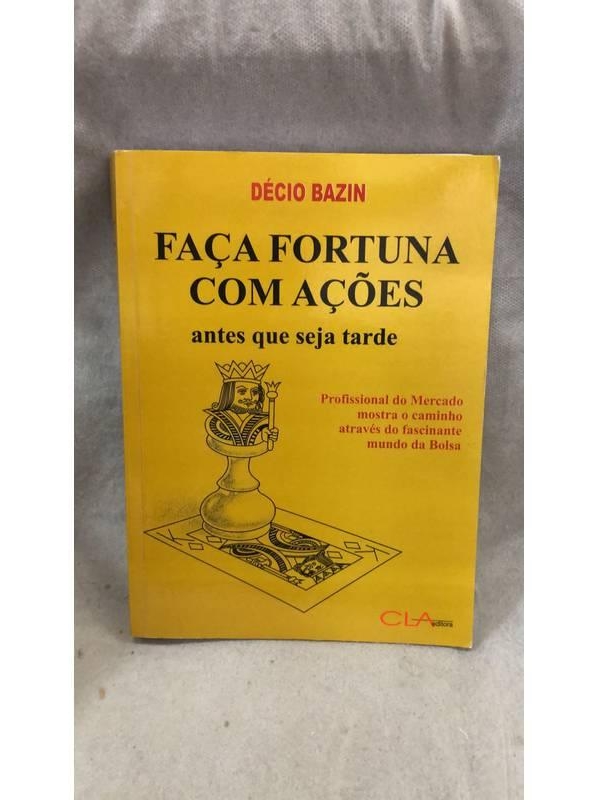 DÉCIO BAZIN
FAÇA FORTUNA
COM AÇÕES
antes que seja tarde
Profissional do Mercado
mostra o caminho
através do fascinante
mundo da Bolsa
K
K
CLA
editora